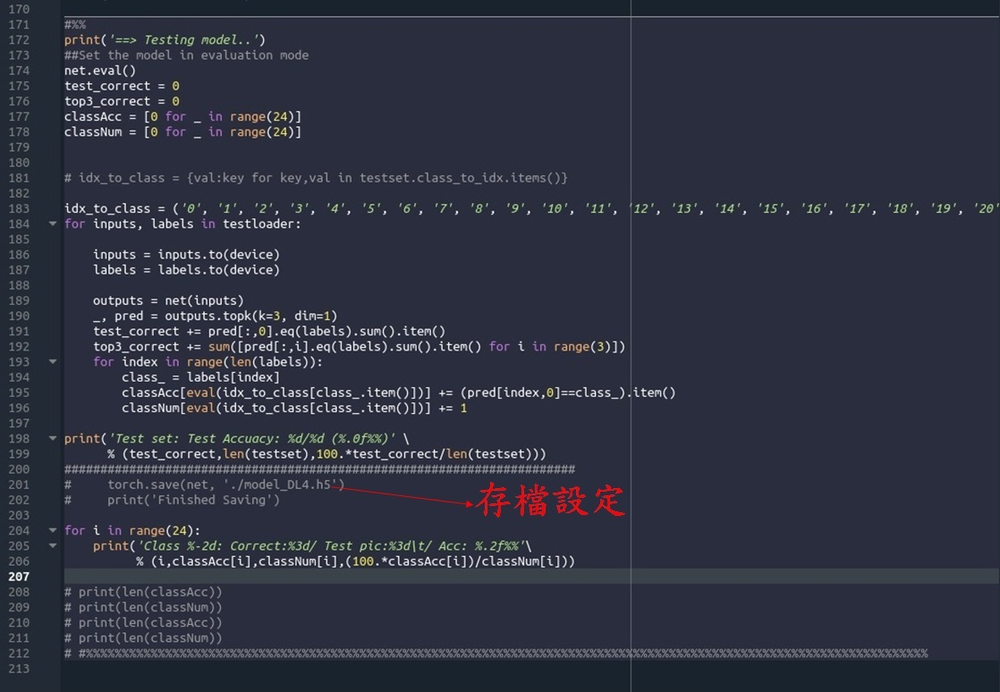 170
171 #%%
172 print('==> Testing model..')
173 ##Set the model in evaluation mode
174 net.eval()
175 test_correct = 0
176 top3_correct = 0
177 classAcc = [0 for _ in range(24)]
178 classNum = [0 for _ in range(24)]
179
180
181 # idx_to_class = {val:key for key,val in testset.class_to_idx.items()}
182
183 idx_to_class = ('0', '1', '2', '3', '4', '5', '6', '7', '8', '9', '10', '11', '12', '13', '14', '15', '16', '17', '18', '19', '20'
184 for inputs, labels in testloader:
185
186     inputs = inputs.to(device)
187     labels = labels.to(device)
188
189     outputs = net(inputs)
190     _, pred = outputs.topk(k=3, dim=1)
191     test_correct += pred[:,0].eq(labels).sum().item()
192     top3_correct += sum([pred[:,i].eq(labels).sum().item() for i in range(3)])
193     for index in range(len(labels)):
194         class_ = labels[index]
195         classAcc[eval(idx_to_class[class_.item()])] += (pred[index,0]==class_).item()
196         classNum[eval(idx_to_class[class_.item()])] += 1
197
198 print('Test set: Test Accuacy: %d/%d (%.0f%%)' \
199       % (test_correct,len(testset),100.*test_correct/len(testset)))
200 #######################################################################
201 #     torch.save(net, './model_DL4.h5')
存檔設定
202 #     print('Finished Saving')
203
204 for i in range(24):
205     print('Class %-2d: Correct:%3d/ Test pic:%3d\t/ Acc: %.2f%%'\
206           % (i,classAcc[i],classNum[i],(100.*classAcc[i])/classNum[i]))
207
208 # print(len(classAcc))
209 # print(len(classNum))
210 # print(len(classAcc))
211 # print(len(classNum))
212 # #%%%%%%%%%%%%%%%%%%%%%%%%%%%%%%%%%%%%%%%%%%%%%%%%%%%%%%%%%%%%%%%%%%%%%%%%%%%%%%%%%%%%%%%%%%%%%%%%%%%%%%%%%%%%%%%%%%%%%%%
213